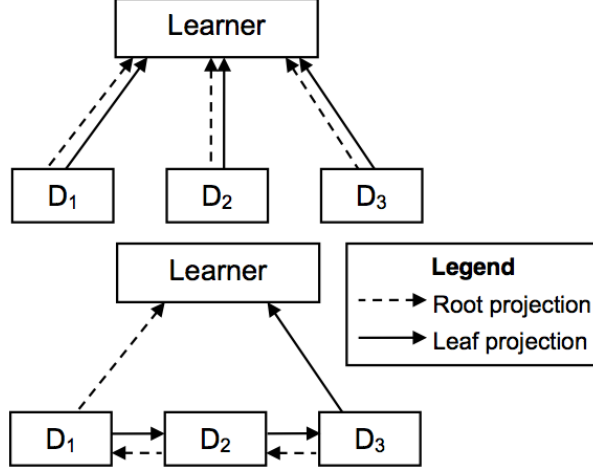 Learner
D₁
D₂
D₃
Learner
Legend
Root projection
Leaf projection
D₁
D₂
D₃